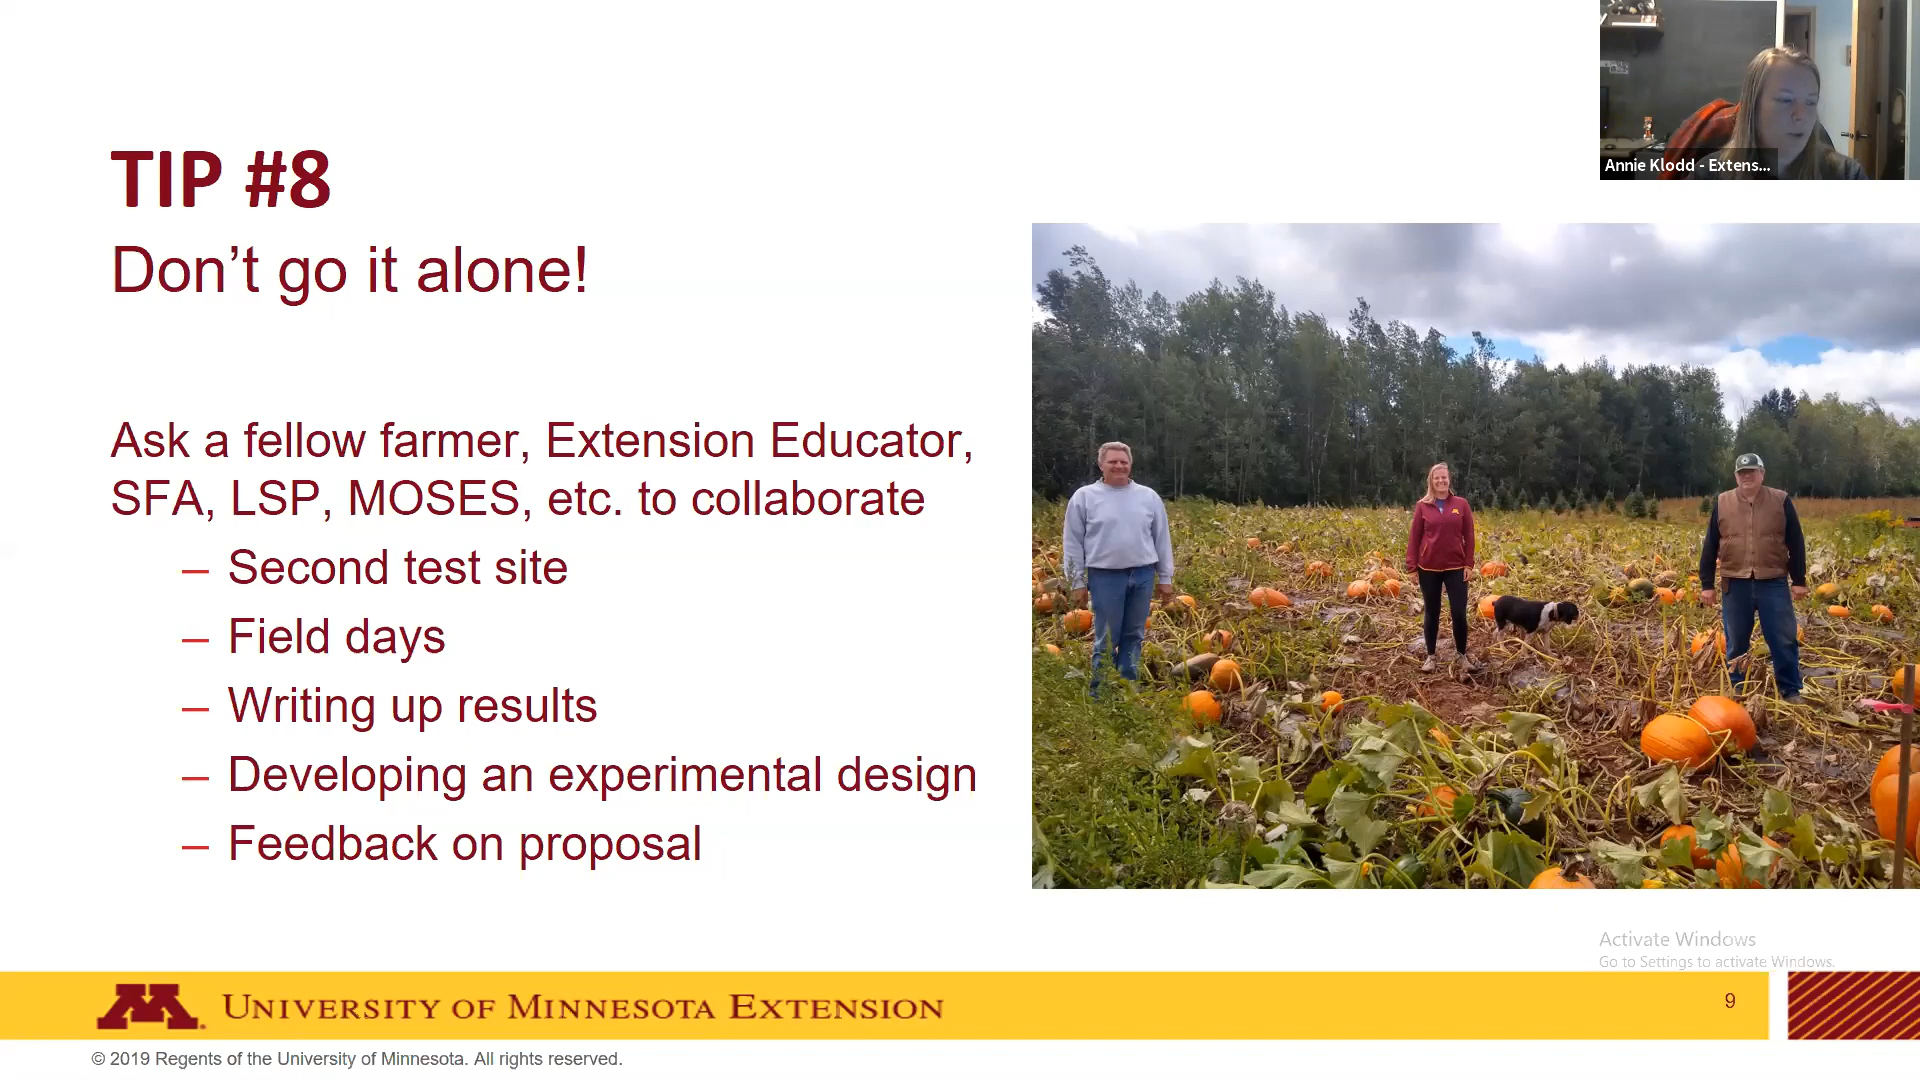 Annie Klodd - Extens...
TIP #8
Don’t go it alone!
Ask a fellow farmer, Extension Educator,
SFA, LSP, MOSES, etc. to collaborate
– Second test site
– Field days
– Writing up results
– Developing an experimental design
– Feedback on proposal
Activate Windows
Go to Settings to activate Windows.
M
UNIVERSITY OF MINNESOTA EXTENSION
9
© 2019 Regents of the University of Minnesota. All rights reserved.